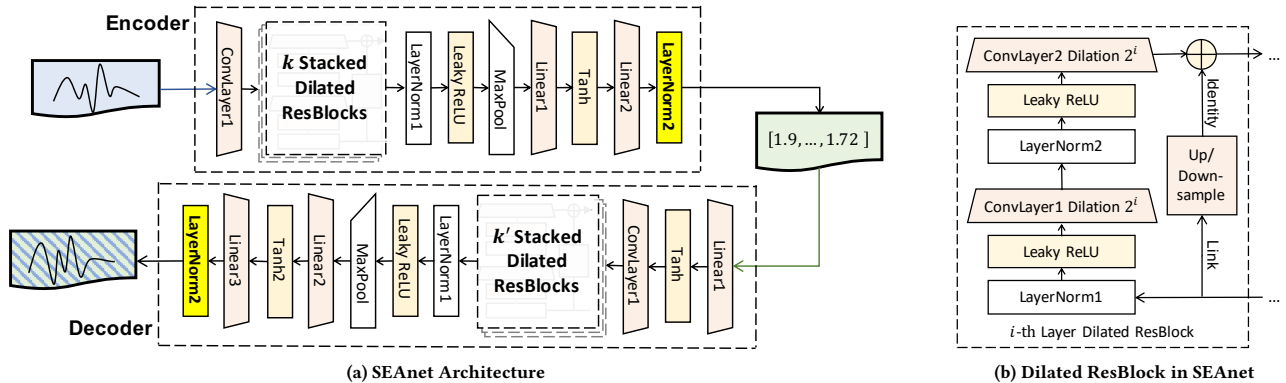 Encoder
ConvLayer1
k Stacked
Dilated
ResBlocks
LayerNorm1
Leaky ReLU
MaxPool
Linear1
Tanh
Linear2
LayerNorm2
[1.9, ..., 1.72 ]
Linear1
Tanh
ConvLayer1
k′ Stacked
Dilated
ResBlocks
LayerNorm1
Leaky ReLU
MaxPool
Linear2
Tanh2
Linear3
LayerNorm2
Decoder
(a) SEAnet Architecture
ConvLayer2 Dilation 2^i
Leaky ReLU
LayerNorm2
ConvLayer1 Dilation 2^i
Leaky ReLU
LayerNorm1
Identity
Up/
Down-
sample
Link
...
...
i-th Layer Dilated ResBlock
(b) Dilated ResBlock in SEAnet